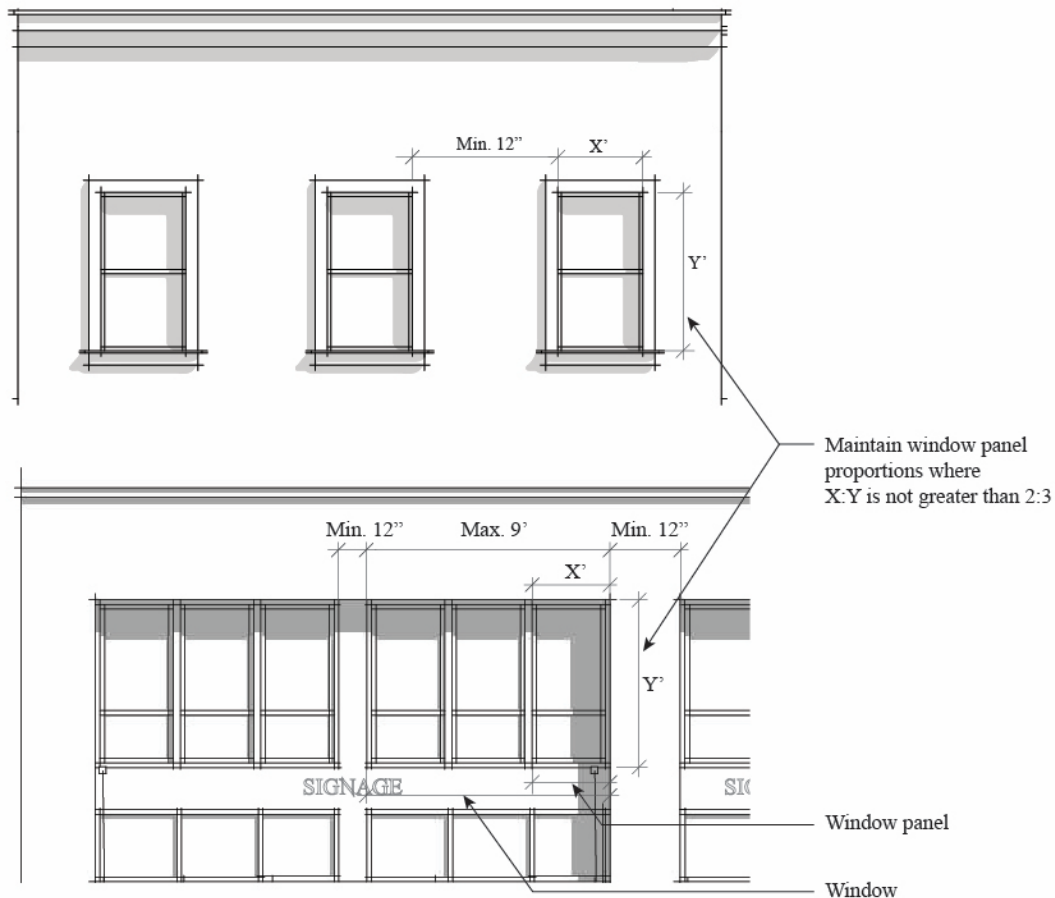 Min. 12”
X’
Y’
Maintain window panel
proportions where
X:Y is not greater than 2:3
Min. 12”
Max. 9’
Min. 12”
X’
Y’
SIGNAGE
SIG
Window panel
Window